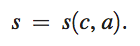 s = s(c, a).